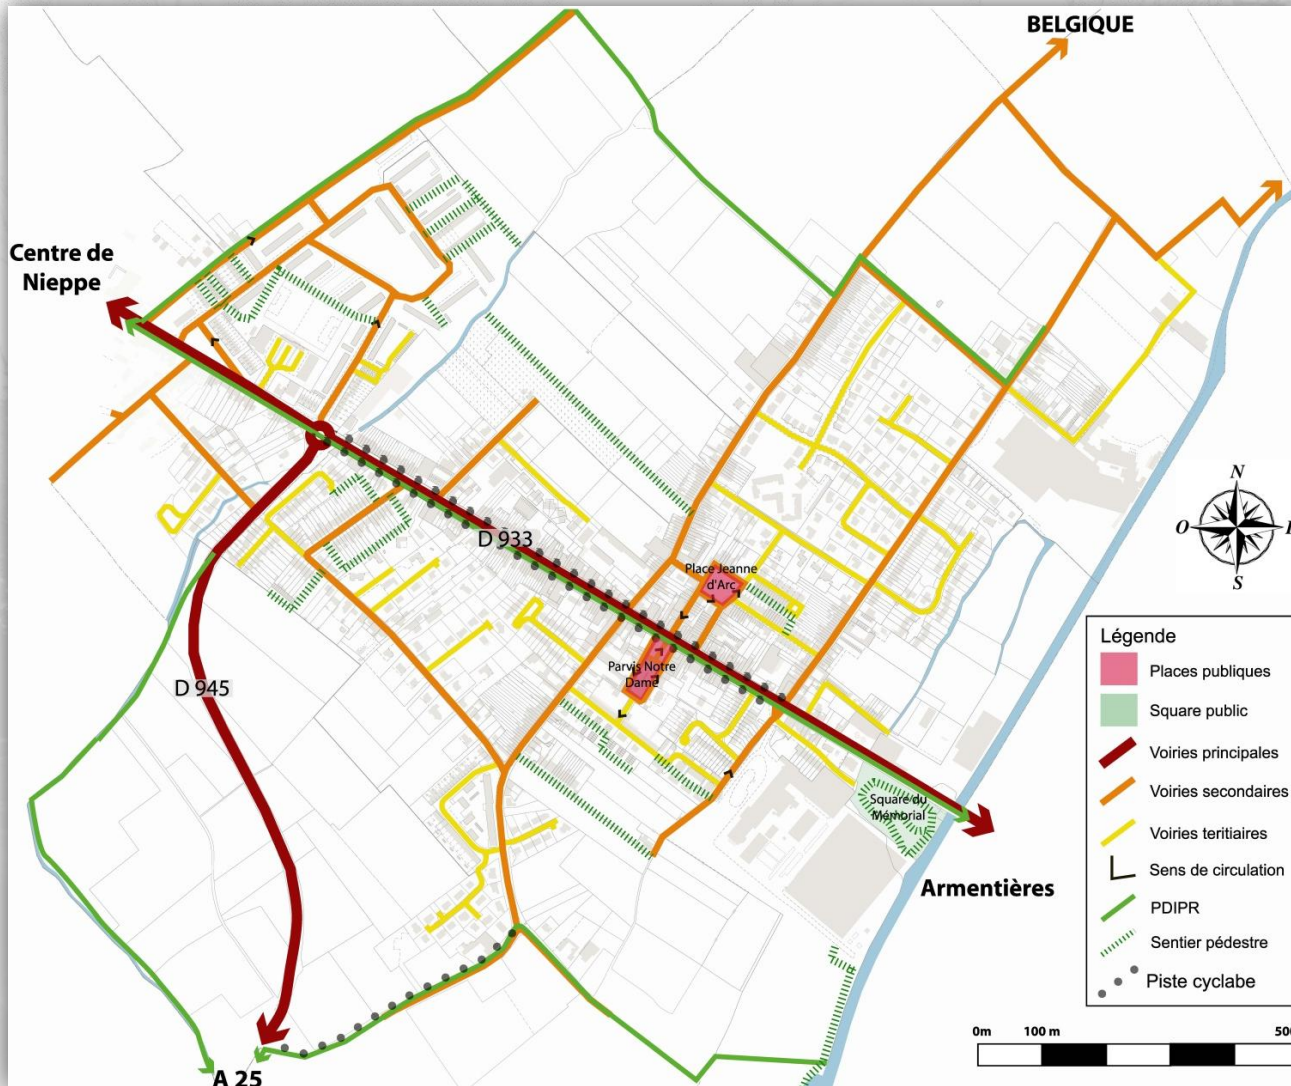 BELGIQUE
Centre de
Nieppe
D 933
Place Jeanne
d'Arc
Parvis Notre
Dame
D 945
N
O
E
S
Légende
Places publiques
Square public
Voiries principales
Voiries secondaires
Voiries teritiaires
Sens de circulation
PDIPR
Sentier pédestre
Piste cyclabe
Square du
Mémorial
Armentières
0m 100 m 500
A 25